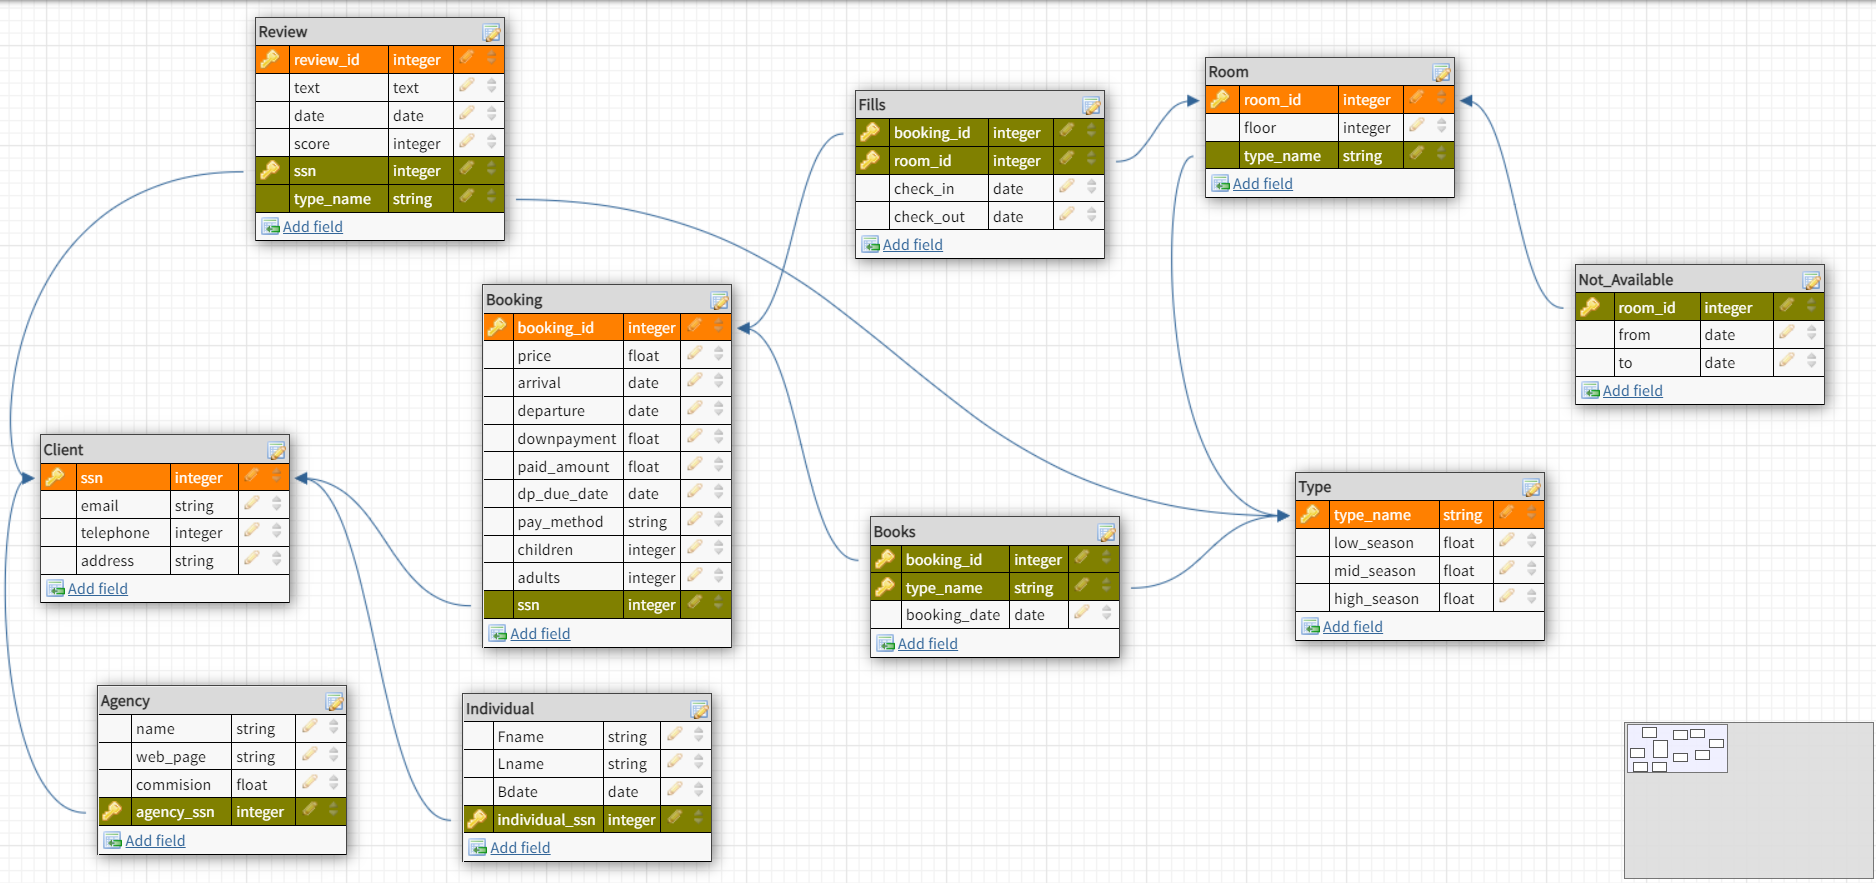 Review
review_id integer
text text
date date
score integer
ssn integer
type_name string
Add field
Fills
booking_id integer
room_id integer
check_in date
check_out date
Add field
Room
room_id integer
floor integer
type_name string
Add field
Not_Available
room_id integer
from date
to date
Add field
Booking
booking_id integer
price float
arrival date
departure date
downpayment float
paid_amount float
dp_due_date date
pay_method string
children integer
adults integer
ssn integer
Add field
Client
ssn integer
email string
telephone integer
address string
Add field
Books
booking_id integer
type_name string
booking_date date
Add field
Type
type_name string
low_season float
mid_season float
high_season float
Add field
Agency
name string
web_page string
commision float
agency_ssn integer
Add field
Individual
Fname string
Lname string
Bdate date
individual_ssn integer
Add field